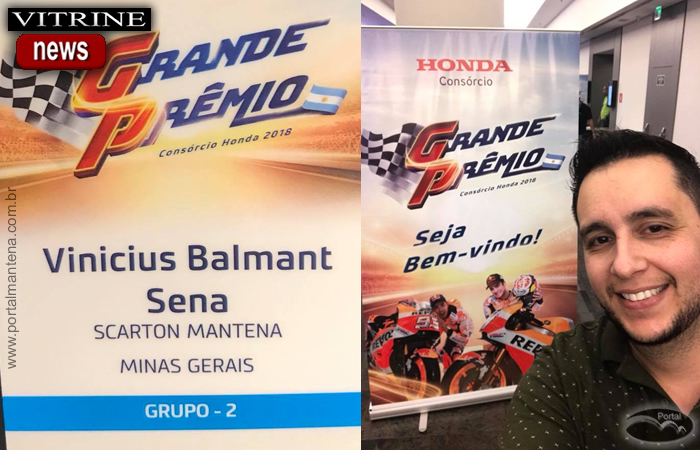 VITRINE
news
GRANDE
PRÊMIO
Consórcio Honda 2018
Vinicius Balmant
Sena
SCARTON MANTENA
MINAS GERAIS
GRUPO - 2
www.portalmantena.com.br
HONDA
Consórcio
GRANDE
PRÊMIO
Consórcio Honda 2018
Seja
Bem-vindo!
REPSOL
Portal